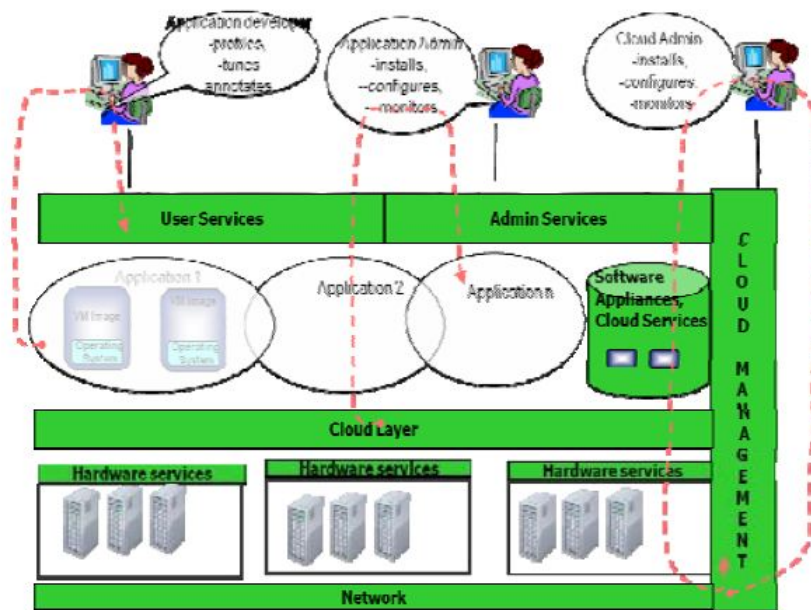 Application developer
-profiles,
-tunes
annotates
Application Admin
-installs,
--configures,
--monitors
Cloud Admin
-installs,
-configures,
-monitors
User Services
Admin Services
CLOUD MANAGEMENT
Application 1
Application 2
Application n
VM Image
Operating
System
VM Image
Operating
System
Software
Appliances,
Cloud Services
Cloud Layer
Hardware services
Hardware services
Hardware services
Network